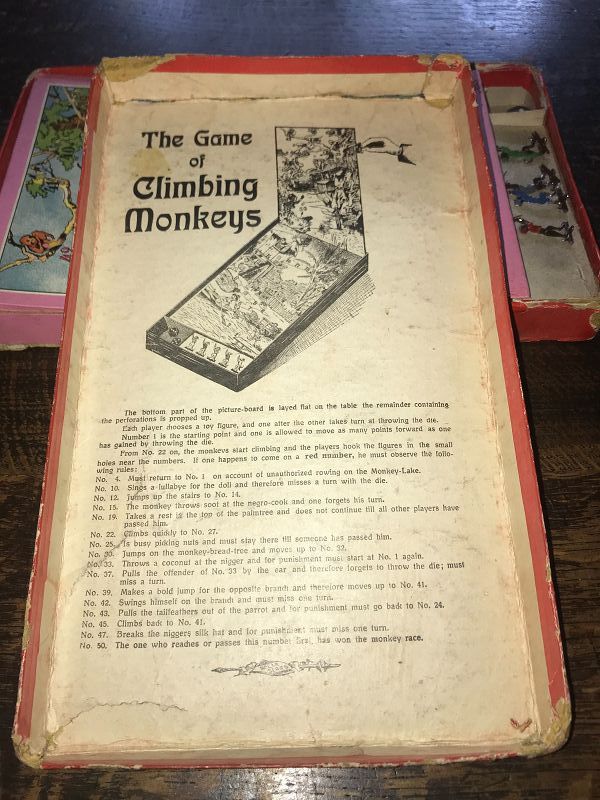 The Game
of
Climbing
Monkeys
The bottom part of the picture-board is layed flat on the table the remainder containing
the perforations is propped up.
Each player chooses a toy figure, and one after the other takes turn at throwing the die.
Number 1 is the starting point and one is allowed to move as many points forward as one
has gained by throwing the die.
From No. 22 on, the monkeys start climbing and the players hook the figures in the small
holes near the numbers. If one happens to come on a red number, he must observe the follo-
wing rules:
No. 4. Must return to No. 1 on account of unauthorized rowing on the Monkey-Lake.
No. 10. Sings a lullabye for the doll and therefore misses a turn with the die.
No. 12. Jumps up the stairs to No. 14.
No. 15. The monkey throws soot at the negro-cook and one forgets his turn.
No. 19. Takes a rest in the top of the palmtree and does not continue till all other players have
passed him.
No. 22. Climbs quickly to No. 27.
No. 25. Is busy picking nuts and must stay there till someone has passed him.
No. 30. Jumps on the monkey-bread-tree and moves up to No. 32.
No. 33. Throws a coconut at the nigger and for punishment must start at No. 1 again.
No. 37. Pulls the offender of No. 33 by the ear and therefore forgets to throw the die; must
miss a turn.
No. 39. Makes a bold jump for the opposite branch and therefore moves up to No. 41.
No. 42. Swings himself on the branch and must miss one turn.
No. 43. Pulls the tailfeathers out of the parrot and for punishment must go back to No. 24.
No. 45. Climbs back to No. 41.
No. 47. Breaks the niggers silk hat and for punishment must miss one turn.
No. 50. The one who reaches or passes this number first, has won the monkey race.